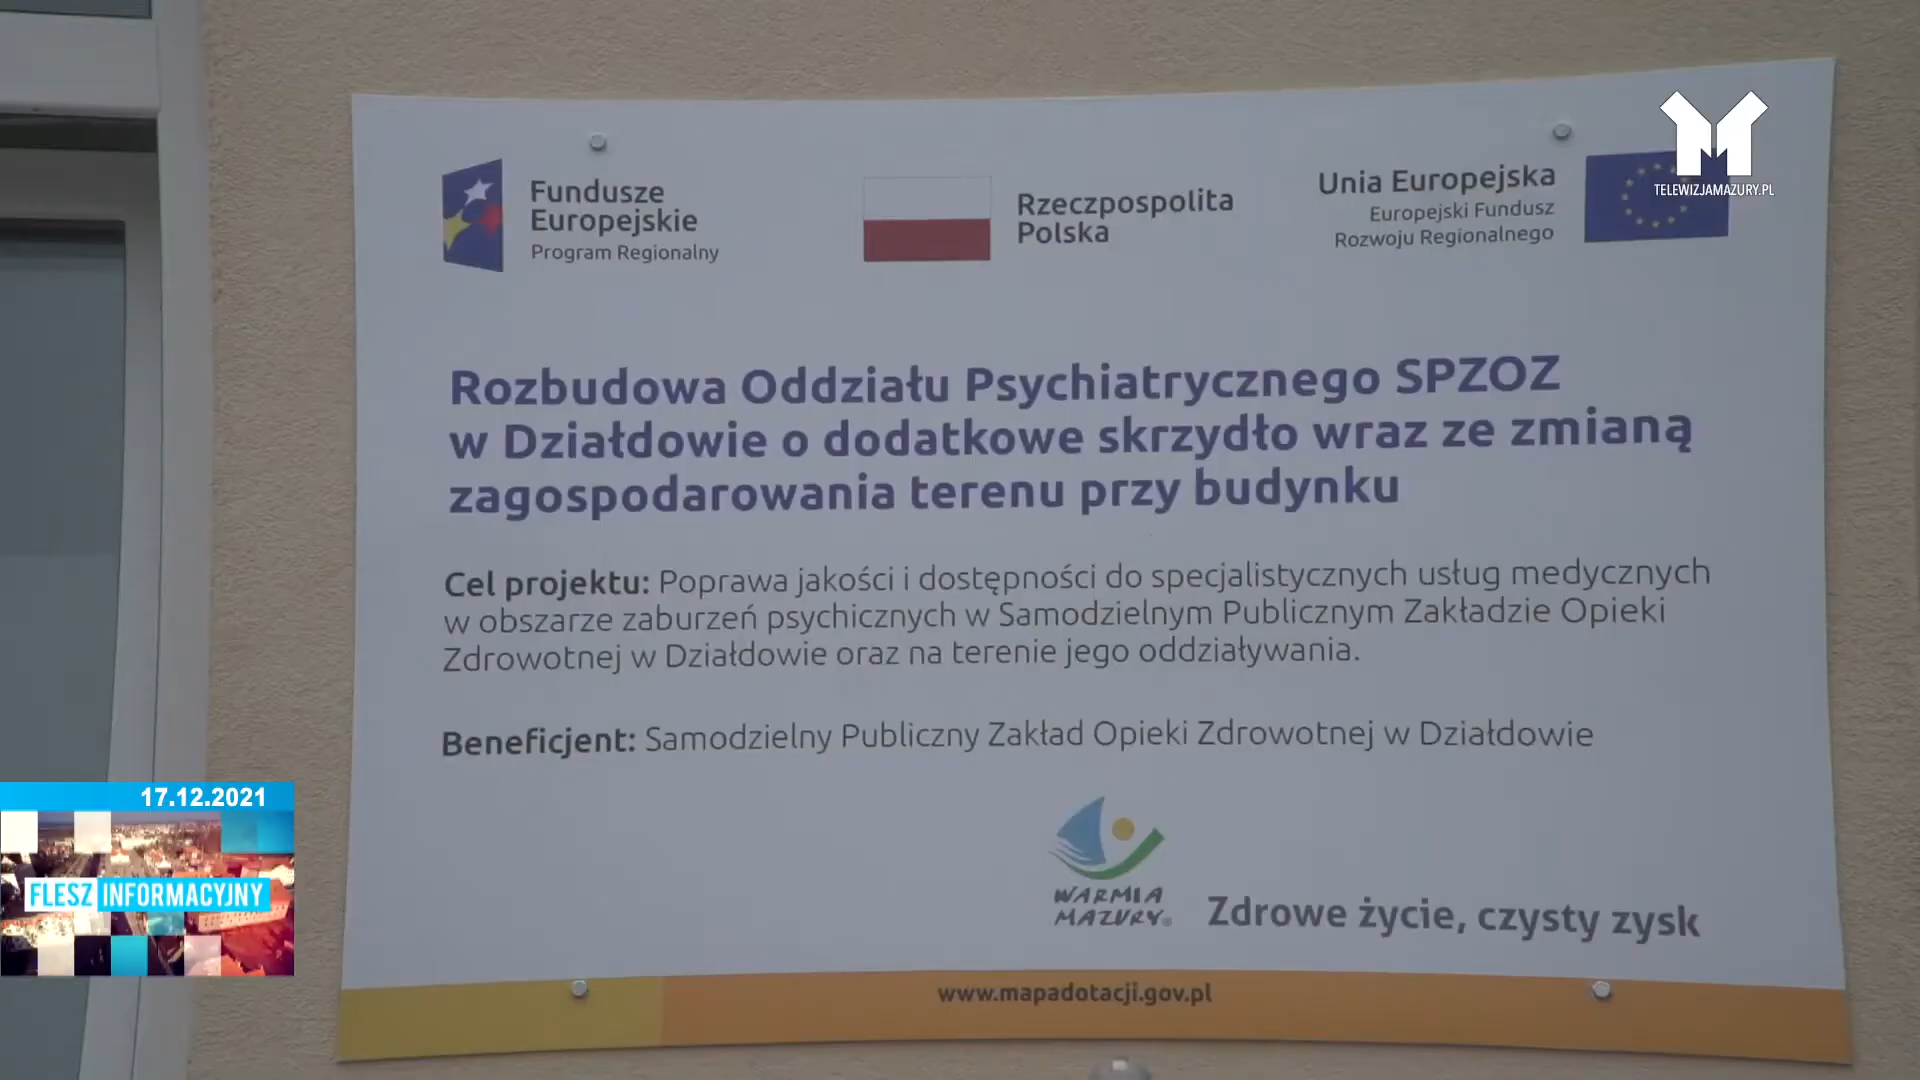 TELEWIZJAMAZURY.PL
Fundusze
Europejskie
Program Regionalny
Rzeczpospolita
Polska
Unia Europejska
Europejski Fundusz
Rozwoju Regionalnego
Rozbudowa Oddziału Psychiatrycznego SPZOZ
w Działdowie o dodatkowe skrzydło wraz ze zmianą
zagospodarowania terenu przy budynku
Cel projektu: Poprawa jakości i dostępności do specjalistycznych usług medycznych
w obszarze zaburzeń psychicznych w Samodzielnym Publicznym Zakładzie Opieki
Zdrowotnej w Działdowie oraz na terenie jego oddziaływania.
Beneficjent: Samodzielny Publiczny Zakład Opieki Zdrowotnej w Działdowie
17.12.2021
FLESZ INFORMACYJNY
WARMIA
MAZURY®
Zdrowe życie, czysty zysk
www.mapadotacji.gov.pl